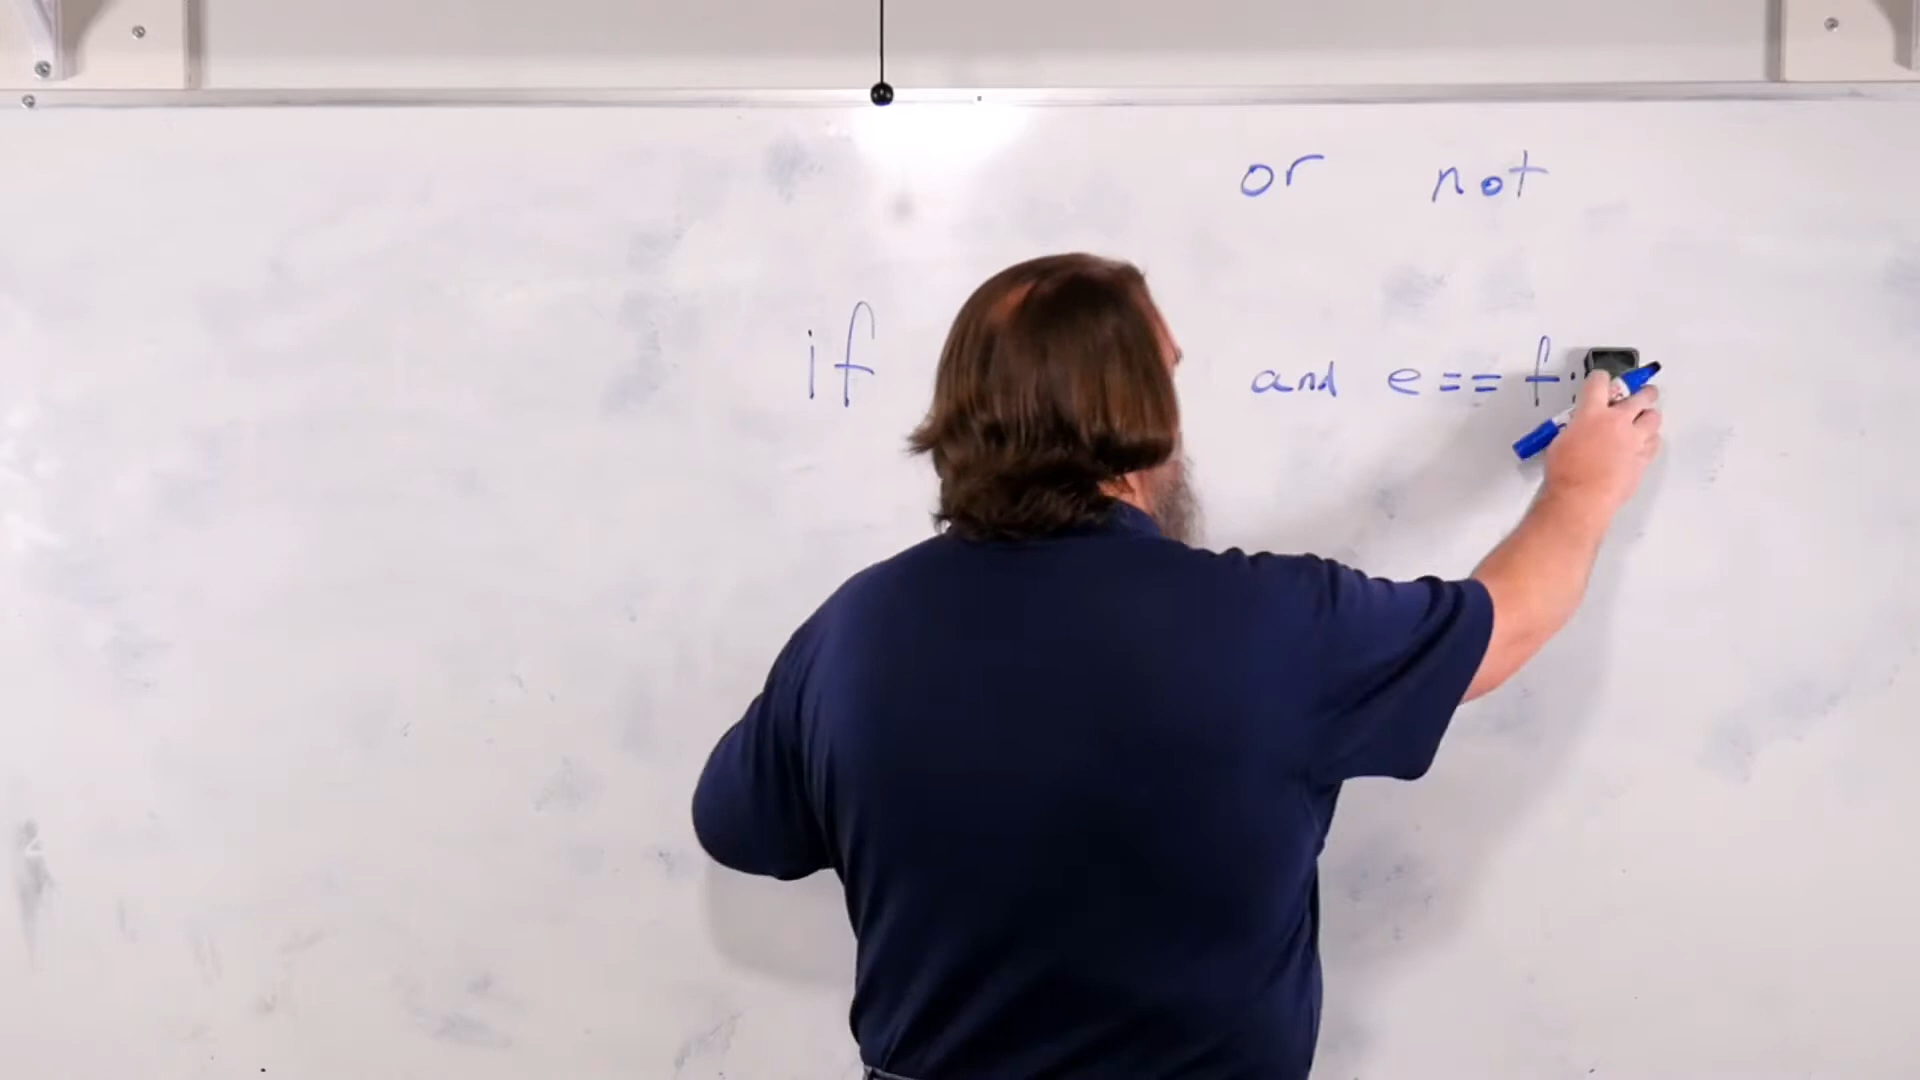 or not
if and e == f: